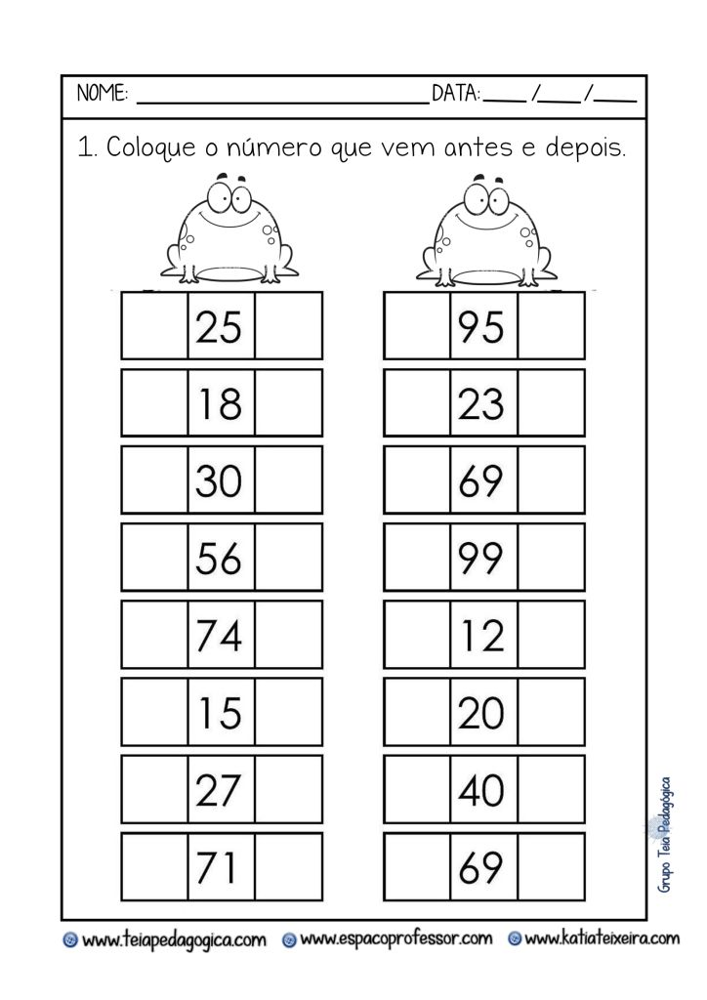 NOME: ____________________ DATA:____/____/____
1. Coloque o número que vem antes e depois.
25 95
18 23
30 69
56 99
74 12
15 20
27 40
71 69
Grupo Teia Pedagógica
www.teiapedagogica.com www.espacoprofessor.com www.katiateixeira.com